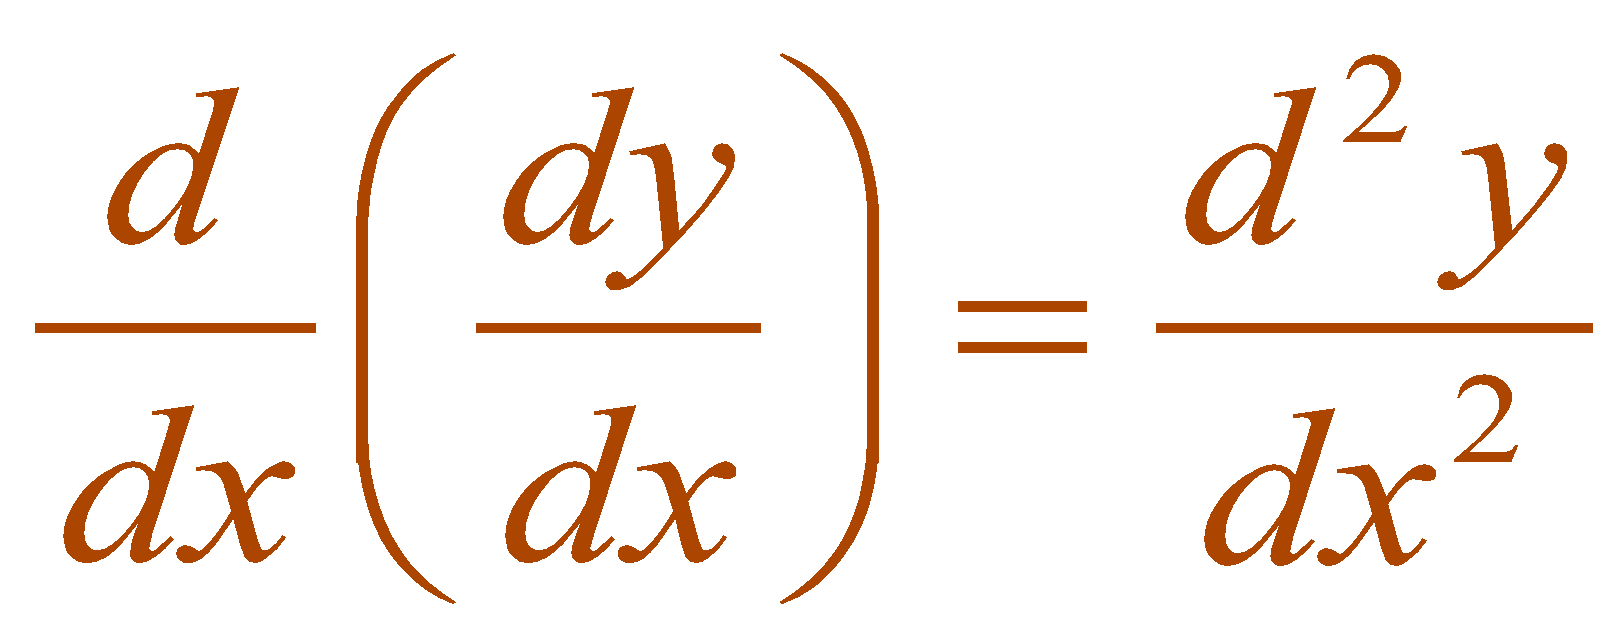 d/dx (dy/dx) = d²y/dx²